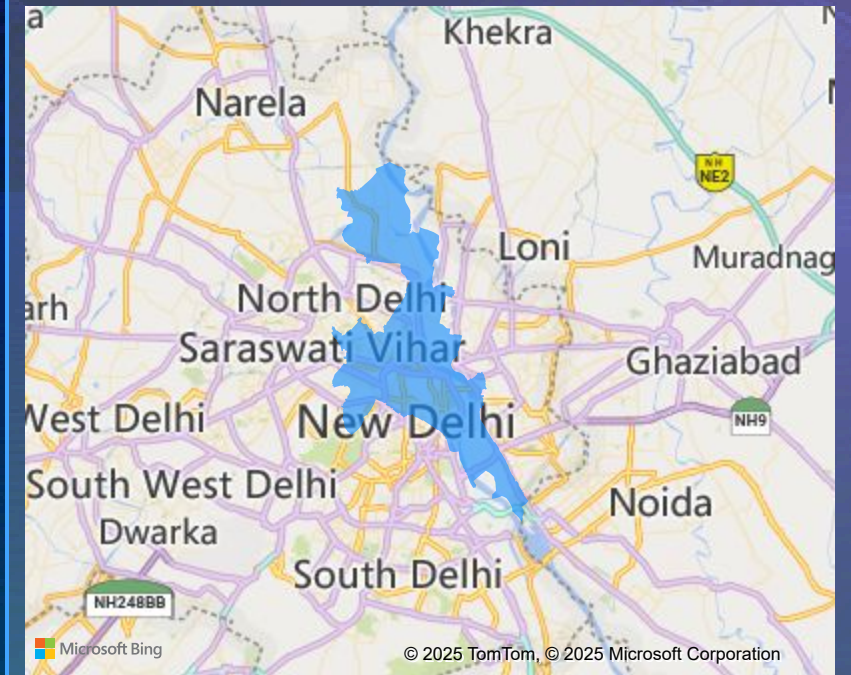 a
Khekra
N
Narela
N
NH
NE2
Loni
Muradnag
North Delhi
arh
Saraswati Vihar
Ghaziabad
West Delhi
New Delhi
NH9
South West Delhi
Noida
Dwarka
South Delhi
NH248BB
Microsoft Bing
© 2025 TomTom, © 2025 Microsoft Corporation